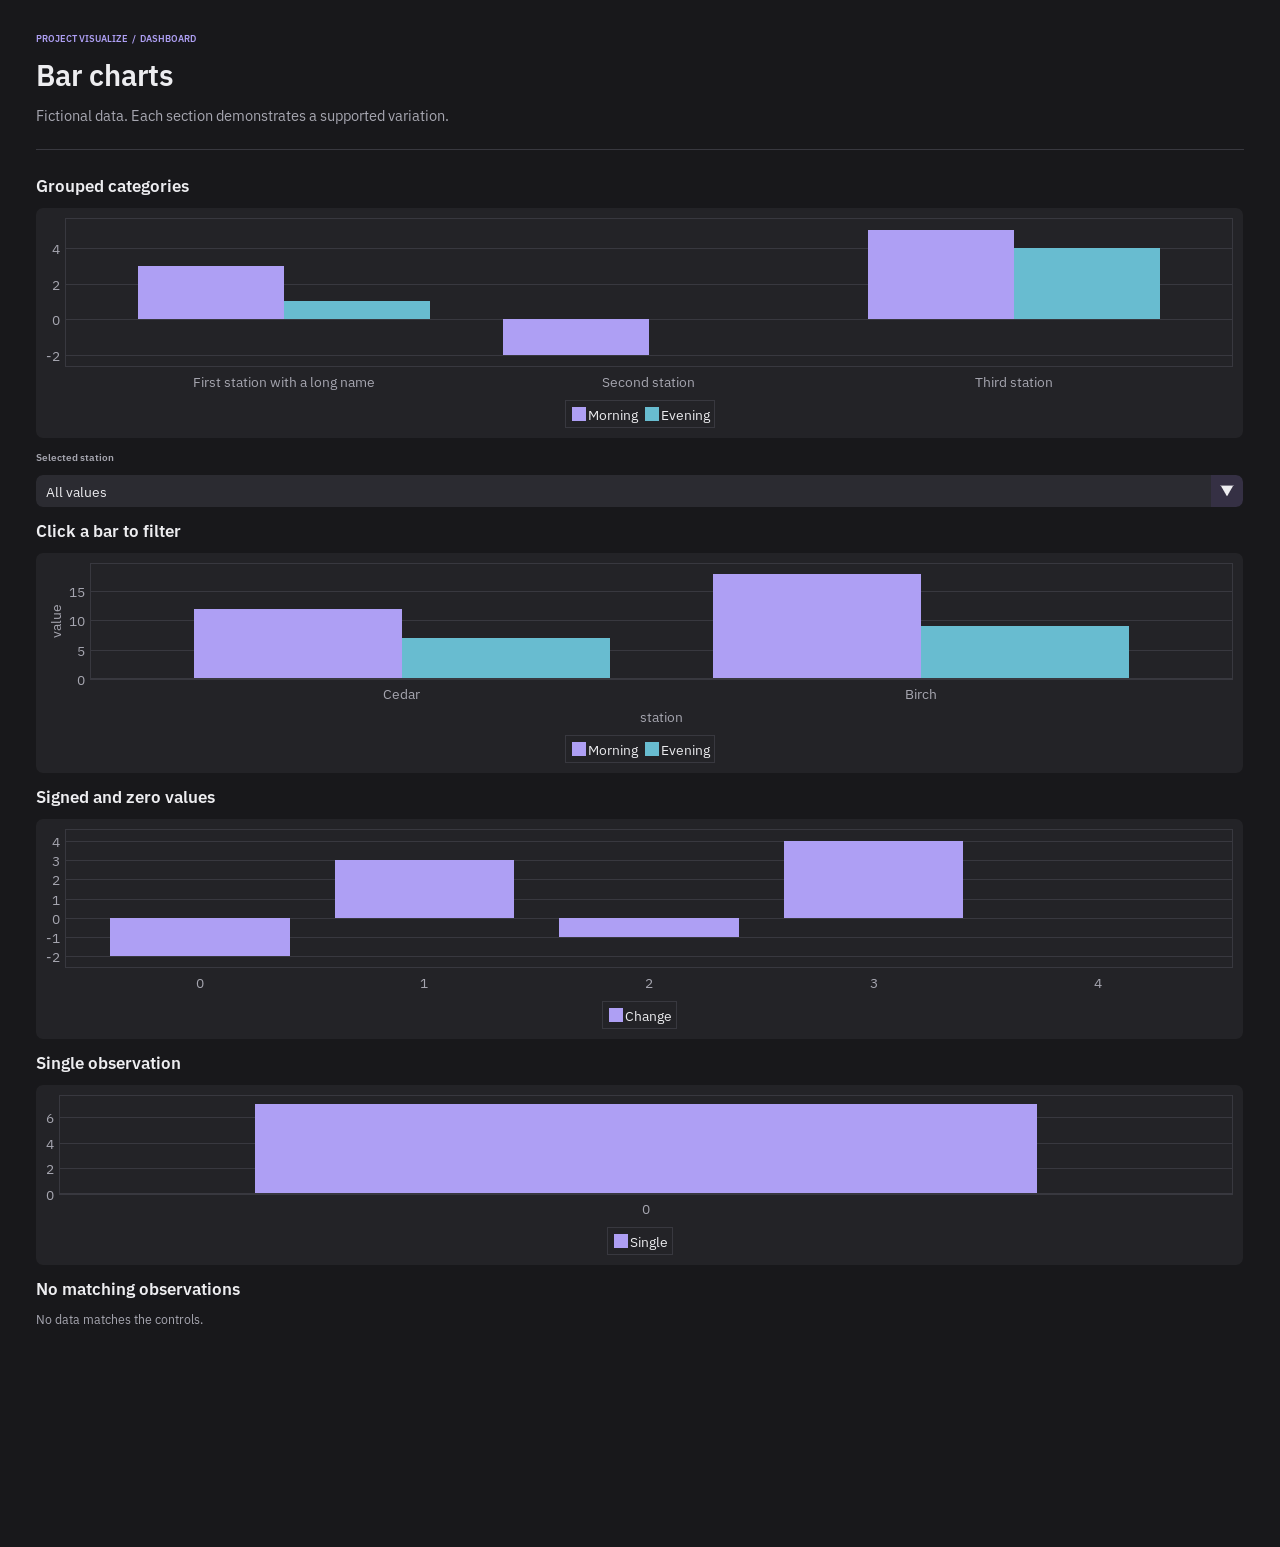 PROJECT VISUALIZE / DASHBOARD
Bar charts
Fictional data. Each section demonstrates a supported variation.
Grouped categories
4
2
0
-2
First station with a long name Second station Third station
Morning Evening
Selected station
All values ▼
Click a bar to filter
value
15
10
5
0
Cedar Birch
station
Morning Evening
Signed and zero values
4
3
2
1
0
-1
-2
0 1 2 3 4
Change
Single observation
6
4
2
0
0
Single
No matching observations
No data matches the controls.